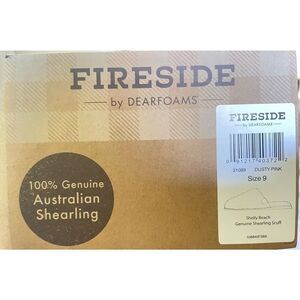 FIRESIDE
by DEARFOAMS
100% Genuine
Australian
Shearling
FIRESIDE
by DEARFOAMS
31089 DUSTY PINK
Size 9
Shelly Beach
Genuine Shearling Scuff